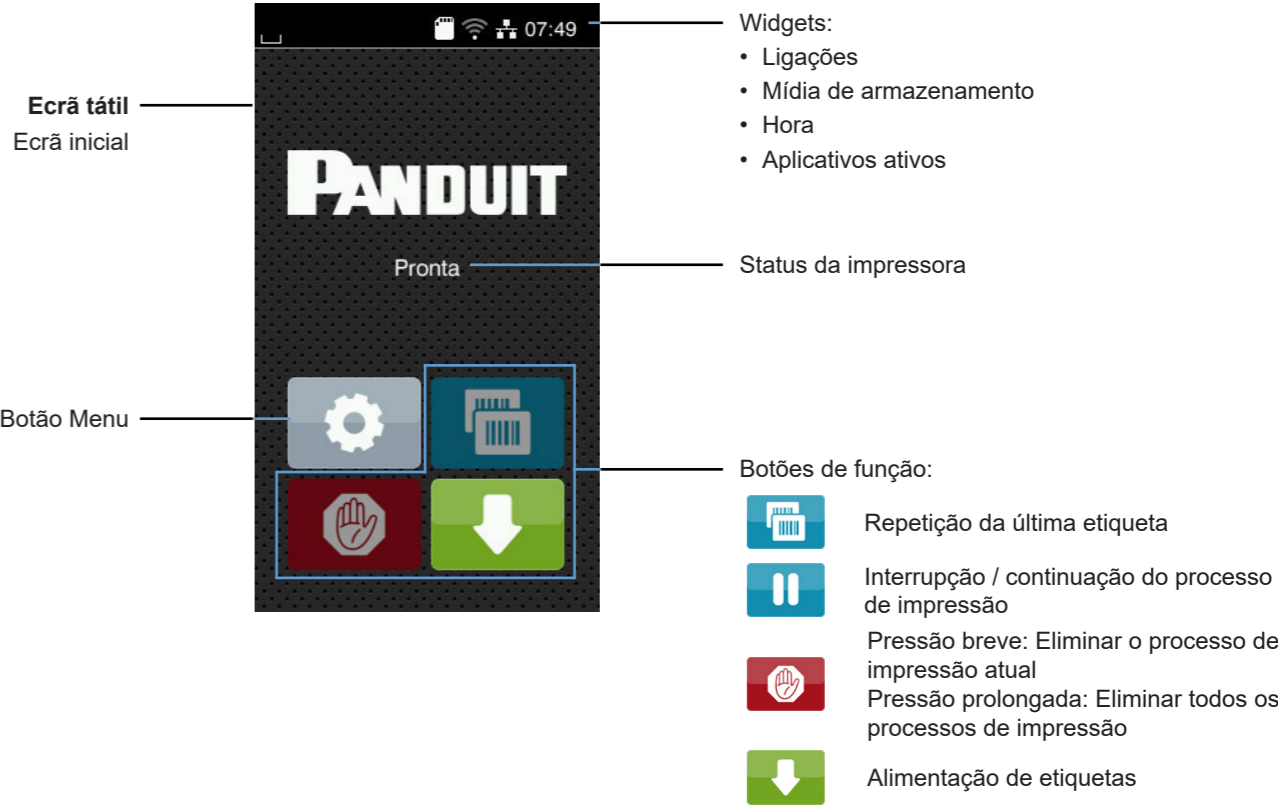 07:49
Widgets:
• Ligações
• Mídia de armazenamento
• Hora
• Aplicativos ativos
Ecrã tátil
Ecrã inicial
PANDUIT
Pronta
Status da impressora
Botão Menu
Botões de função:
Repetição da última etiqueta
Interrupção / continuação do processo
de impressão
Pressão breve: Eliminar o processo de
impressão atual
Pressão prolongada: Eliminar todos os
processos de impressão
Alimentação de etiquetas